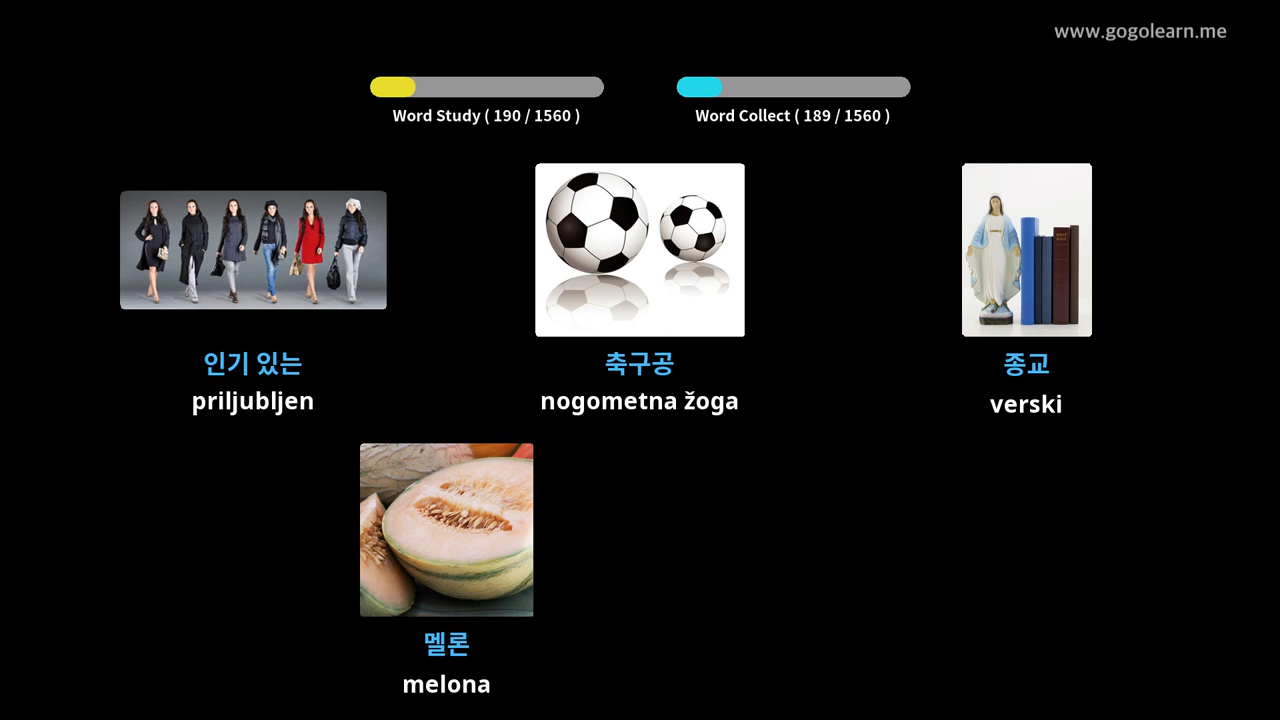 www.gogolearn.me
Word Study ( 190 / 1560 )
Word Collect ( 189 / 1560 )
인기 있는
priljubljen
축구공
nogometna žoga
종교
verski
멜론
melona